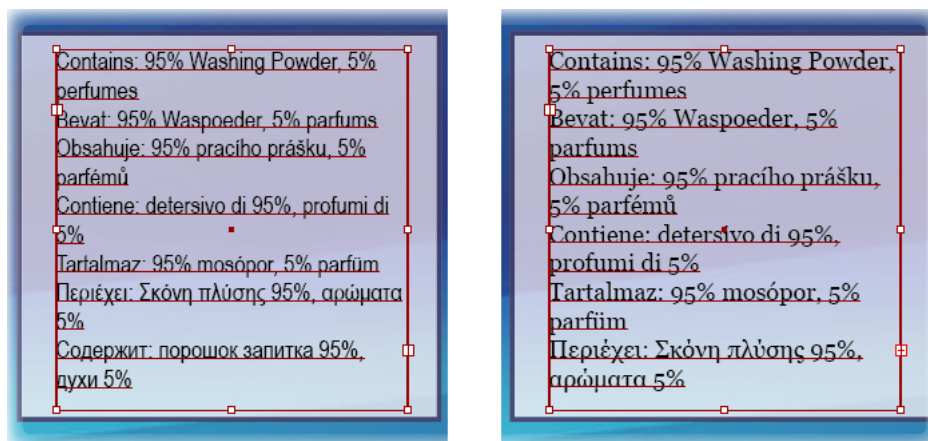 Contains: 95% Washing Powder, 5%
perfumes
Bevat: 95% Waspoeder, 5% parfums
Obsahuje: 95% pracího prášku, 5%
parfémů
Contiene: detersivo di 95%, profumi di
5%
Tartalmaz: 95% mosópor, 5% parfüm
Περιέχει: Σκόνη πλύσης 95%, αρώματα
5%
Содержит: порошок запитка 95%,
духи 5%
Contains: 95% Washing Powder,
5% perfumes
Bevat: 95% Waspoeder, 5%
parfums
Obsahuje: 95% pracího prášku,
5% parfémů
Contiene: detersivo di 95%,
profumi di 5%
Tartalmaz: 95% mosópor, 5%
parfüm
Περιέχει: Σκόνη πλύσης 95%,
αρώματα 5%